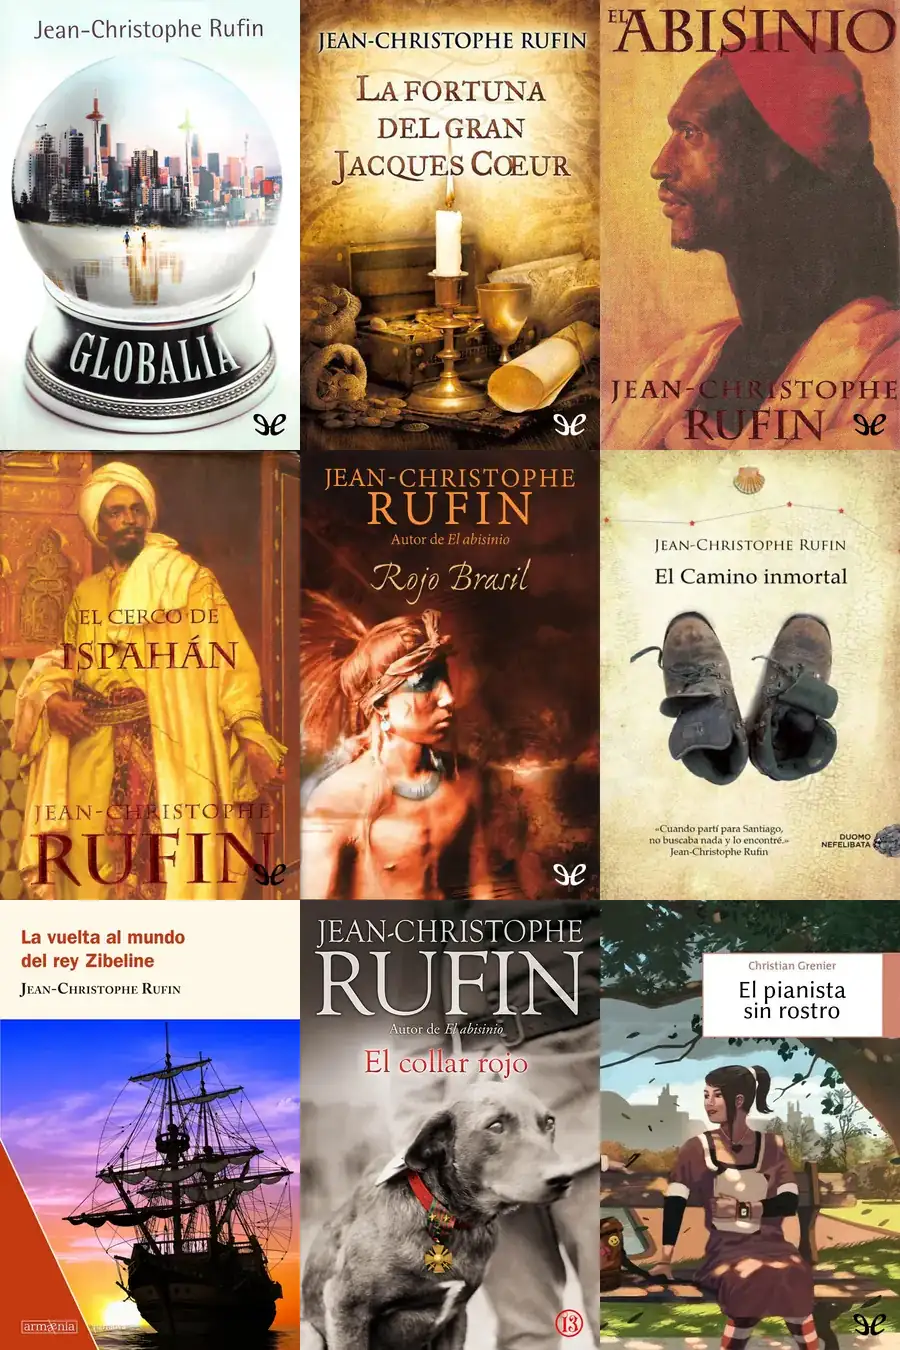 Jean-Christophe Rufin
GLOBALIA
JEAN-CHRISTOPHE RUFIN
LA FORTUNA
DEL GRAN
JACQUES CŒUR
EL
ABISINIO
JEAN-CHRISTOPHE
RUFIN
EL CERCO DE
ISPAHÁN
JEAN-CHRISTOPHE
RUFIN
JEAN-CHRISTOPHE
RUFIN
Autor de El abisinio
Rojo Brasil
JEAN-CHRISTOPHE RUFIN
El Camino inmortal
«Cuando partí para Santiago,
no buscaba nada y lo encontré.»
Jean-Christophe Rufin
DUOMO
NEFELIBATA
La vuelta al mundo
del rey Zibeline
JEAN-CHRISTOPHE RUFIN
armænia
JEAN-CHRISTOPHE
RUFIN
Autor de El abisinio
El collar rojo
13
Christian Grenier
El pianista
sin rostro